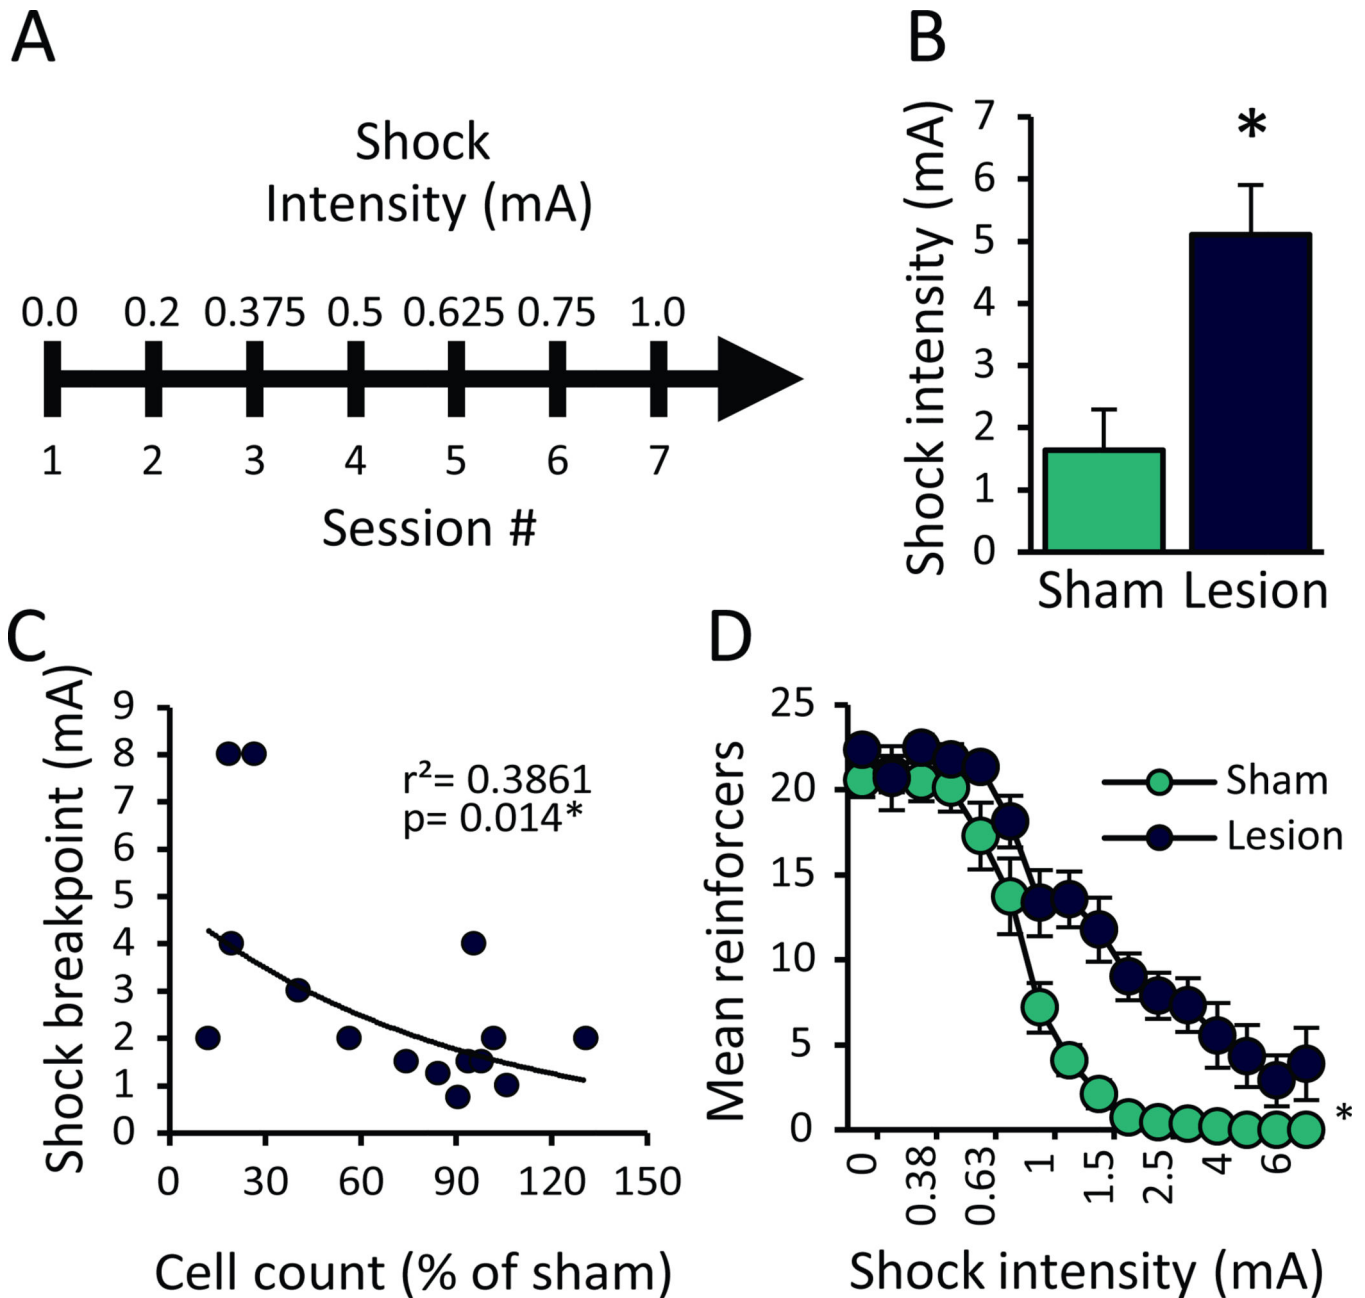 A
Shock
Intensity (mA)
0.0 0.2 0.375 0.5 0.625 0.75 1.0
1 2 3 4 5 6 7
Session #
B
Shock intensity (mA)
7
6
5
4
3
2
1
0
*
Sham Lesion
C
Shock breakpoint (mA)
9
8
7
6
5
4
3
2
1
0
r²= 0.3861
p= 0.014*
0 30 60 90 120 150
Cell count (% of sham)
D
Mean reinforcers
25
20
15
10
5
0
Sham
Lesion
*
0 0.38 0.63 1 1.5 2.5 4 6
Shock intensity (mA)